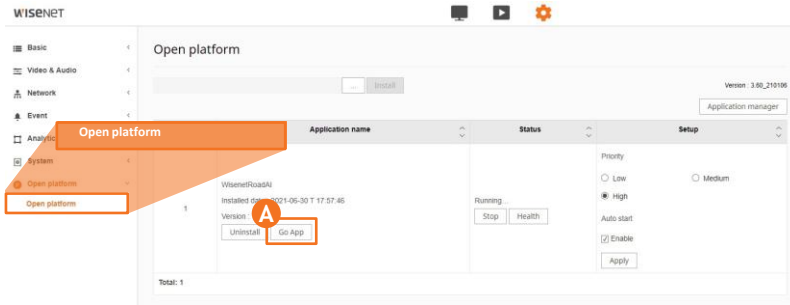 WISENET
Basic
Video & Audio
Network
Event
Analytic
System
Open platform
Open platform
Open platform
... Install
Version : 3.60_210106
Application manager
Open platform
Application name Status Setup
1
WisenetRoadAI
Installed date : 2021-06-30 T 17:57:46
Version :
Uninstall Go App
A
Running ...
Stop Health
Priority
Low Medium
High
Auto start
Enable
Apply
Total: 1